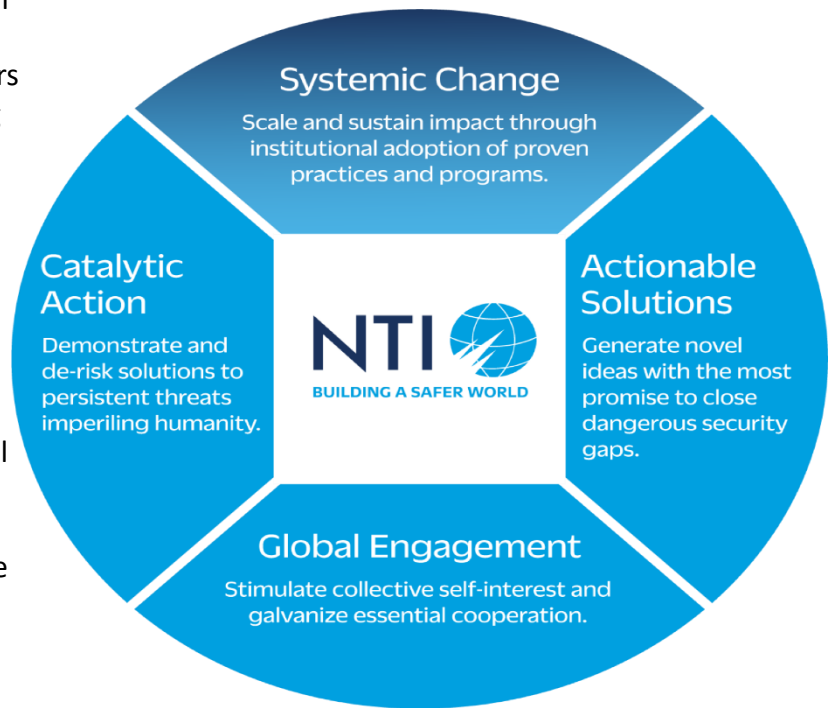 Systemic Change
Scale and sustain impact through
institutional adoption of proven
practices and programs.
Catalytic
Action
Demonstrate and
de-risk solutions to
persistent threats
imperiling humanity.
NTI
BUILDING A SAFER WORLD
Actionable
Solutions
Generate novel
ideas with the most
promise to close
dangerous security
gaps.
Global Engagement
Stimulate collective self-interest and
galvanize essential cooperation.